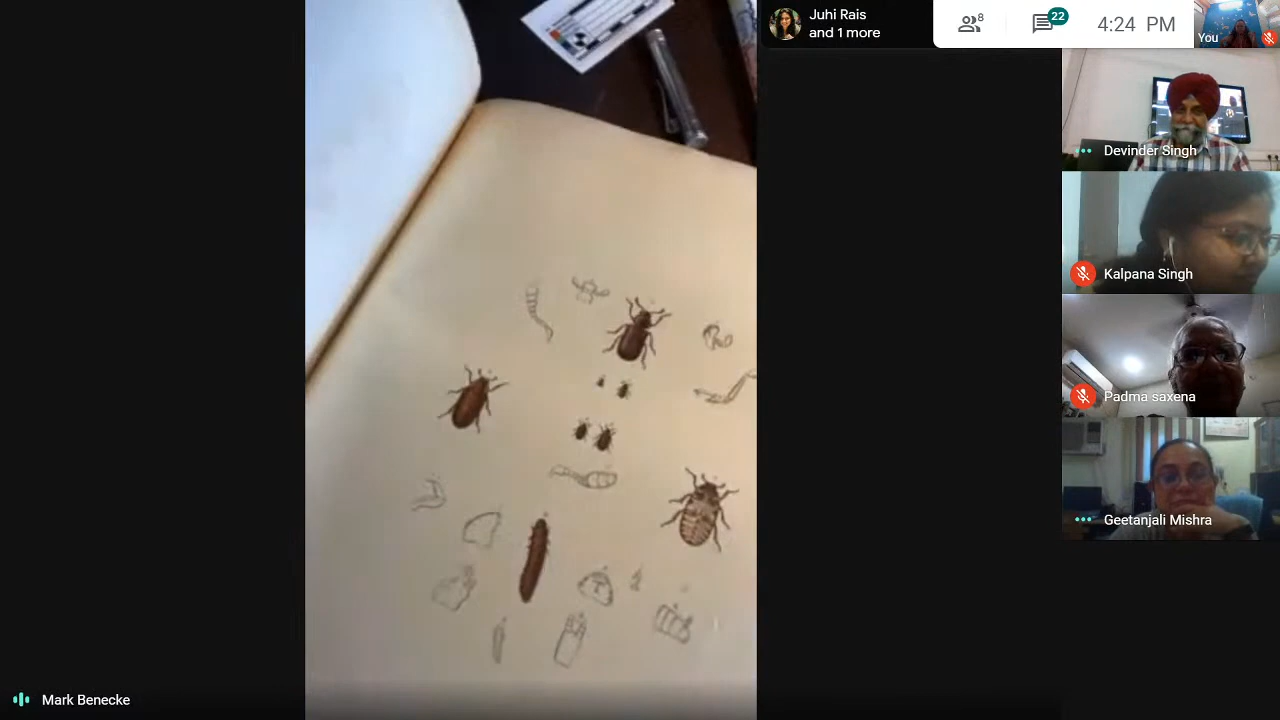 Juhi Rais
and 1 more
8
22
4:24 PM
You
Devinder Singh
Kalpana Singh
Padma saxena
Geetanjali Mishra
Mark Benecke